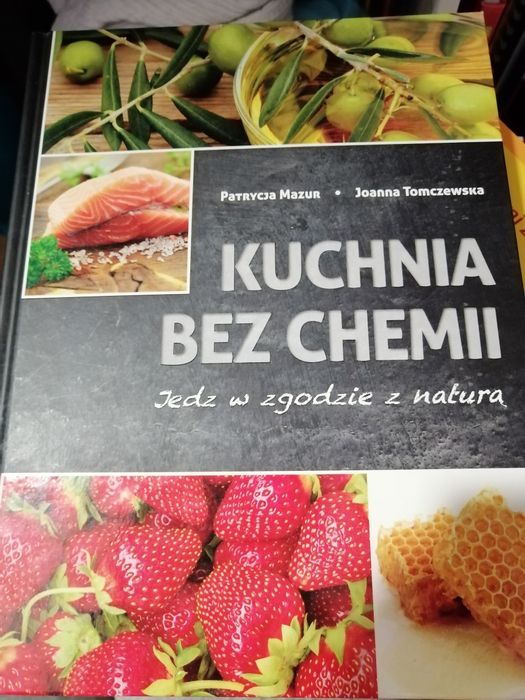 Patrycja Mazur • Joanna Tomczewska
KUCHNIA
BEZ CHEMII
Jedz w zgodzie z naturą